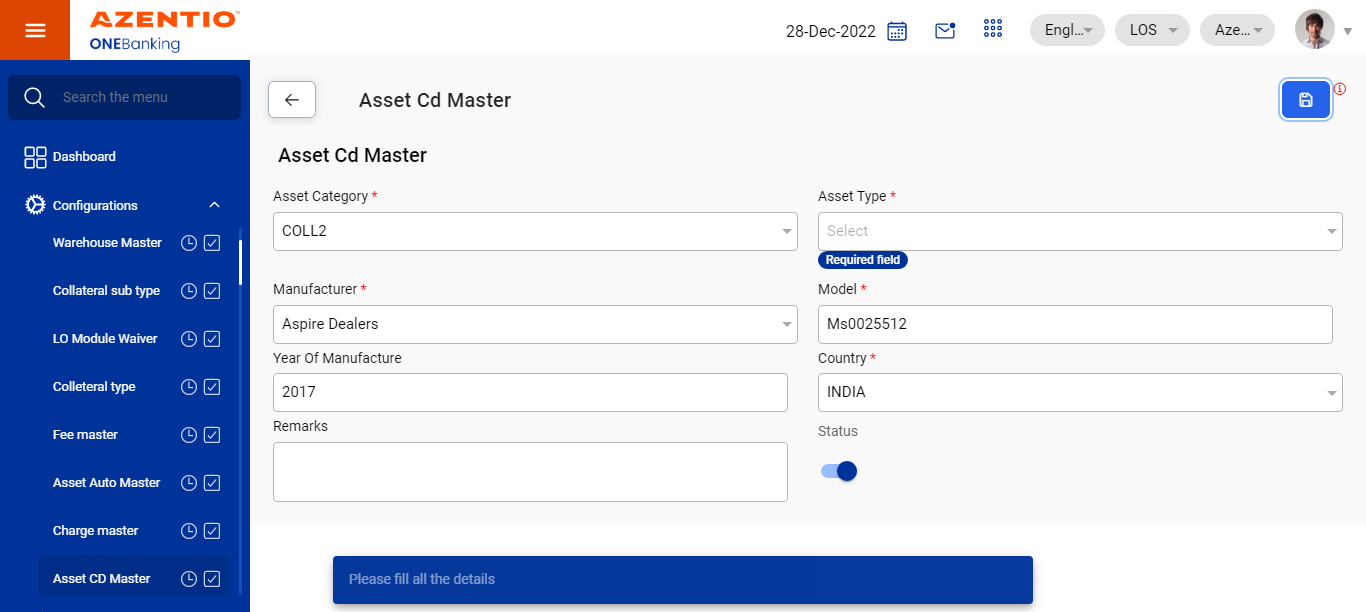 AZENTIO™
ONEBanking
28-Dec-2022
Engl...
LOS
Aze...
Search the menu
Dashboard
Configurations
Warehouse Master
Collateral sub type
LO Module Waiver
Colleteral type
Fee master
Asset Auto Master
Charge master
Asset CD Master
Asset Cd Master
Asset Cd Master
Asset Category *
COLL2
Asset Type *
Select
Required field
Manufacturer *
Aspire Dealers
Model *
Ms0025512
Year Of Manufacture
2017
Country *
INDIA
Remarks
Status
Please fill all the details